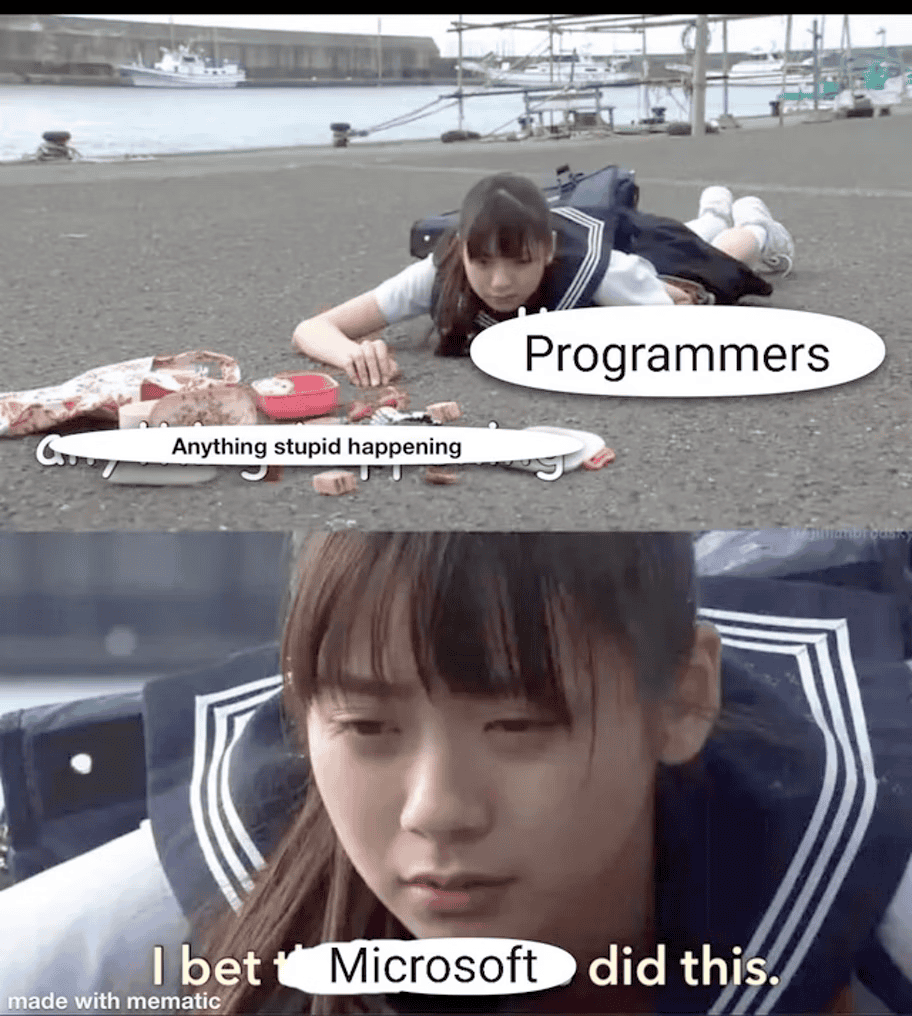 Programmers
Anything stupid happening
I bet Microsoft did this.
made with mematic